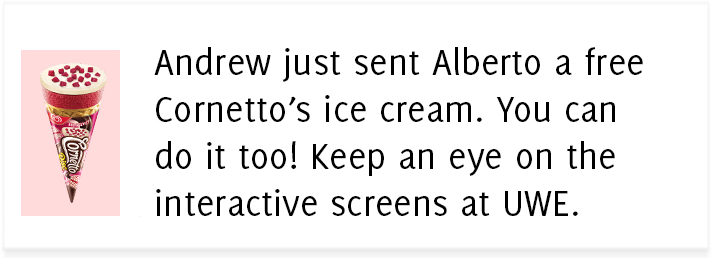 Andrew just sent Alberto a free
Cornetto’s ice cream. You can
do it too! Keep an eye on the
interactive screens at UWE.
Cornetto